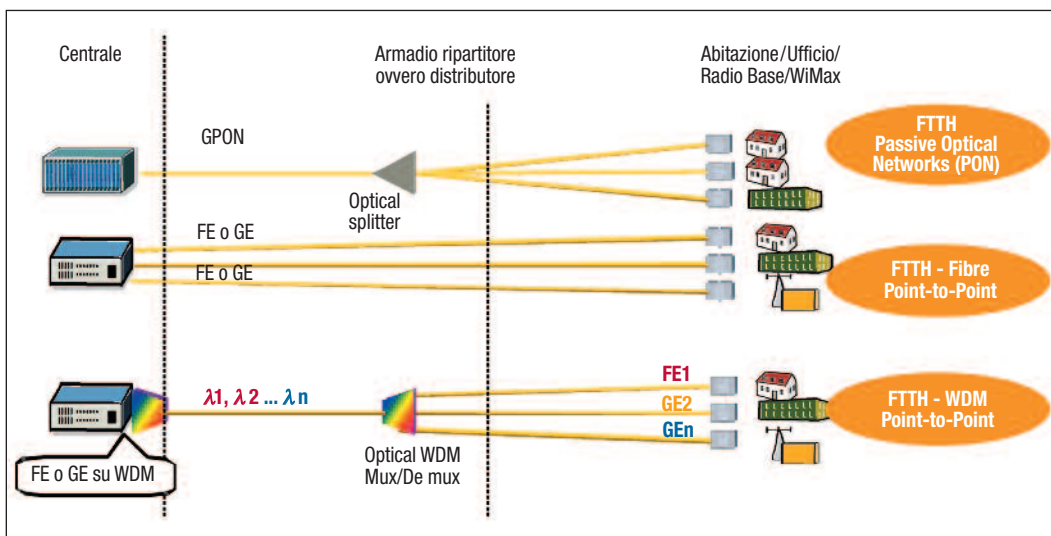 Centrale
Armadio ripartitore
ovvero distributore
Abitazione/Ufficio/
Radio Base/WiMax
GPON
Optical
splitter
FTTH
Passive Optical
Networks (PON)
FE o GE
FE o GE
FTTH - Fibre
Point-to-Point
λ1, λ2 ... λn
FE o GE su WDM
Optical WDM
Mux/De mux
FE1
GE2
GEn
FTTH - WDM
Point-to-Point